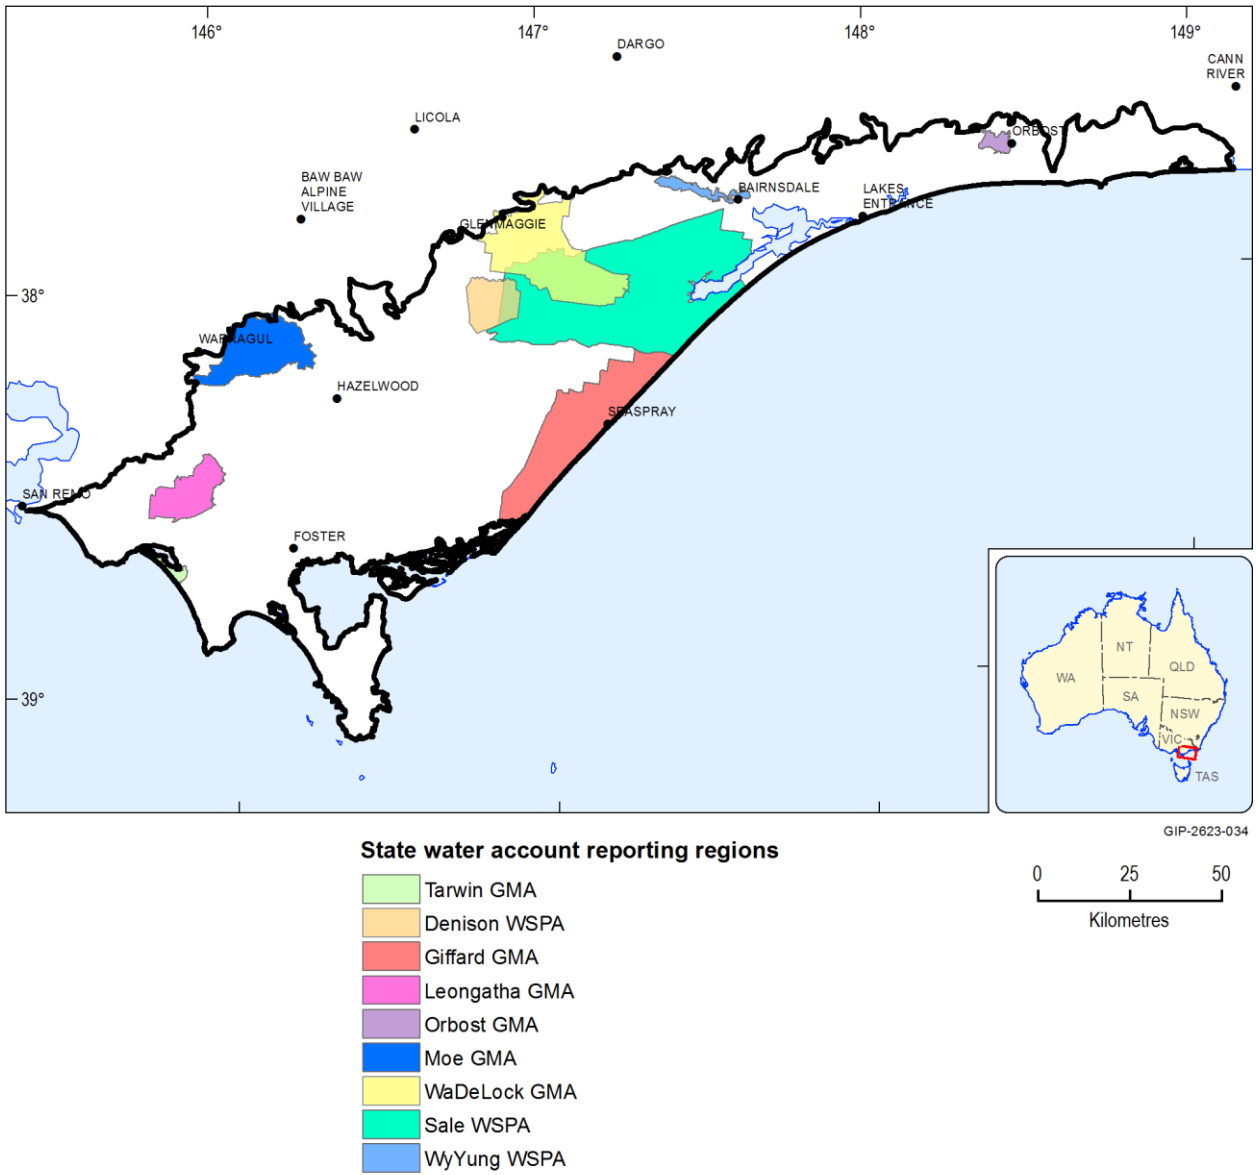 146°
147°
148°
149°
DARGO
CANN
RIVER
LICOLA
ORBOST
BAW BAW
ALPINE
VILLAGE
BAIRNSDALE
LAKES
ENTRANCE
GLENMAGGIE
38°
WARRAGUL
HAZELWOOD
SEASPRAY
SAN REMO
FOSTER
39°
NT
QLD
WA
SA
NSW
VIC
TAS
GIP-2623-034
State water account reporting regions
Tarwin GMA
Denison WSPA
Giffard GMA
Leongatha GMA
Orbost GMA
Moe GMA
WaDeLock GMA
Sale WSPA
WyYung WSPA
0 25 50
Kilometres